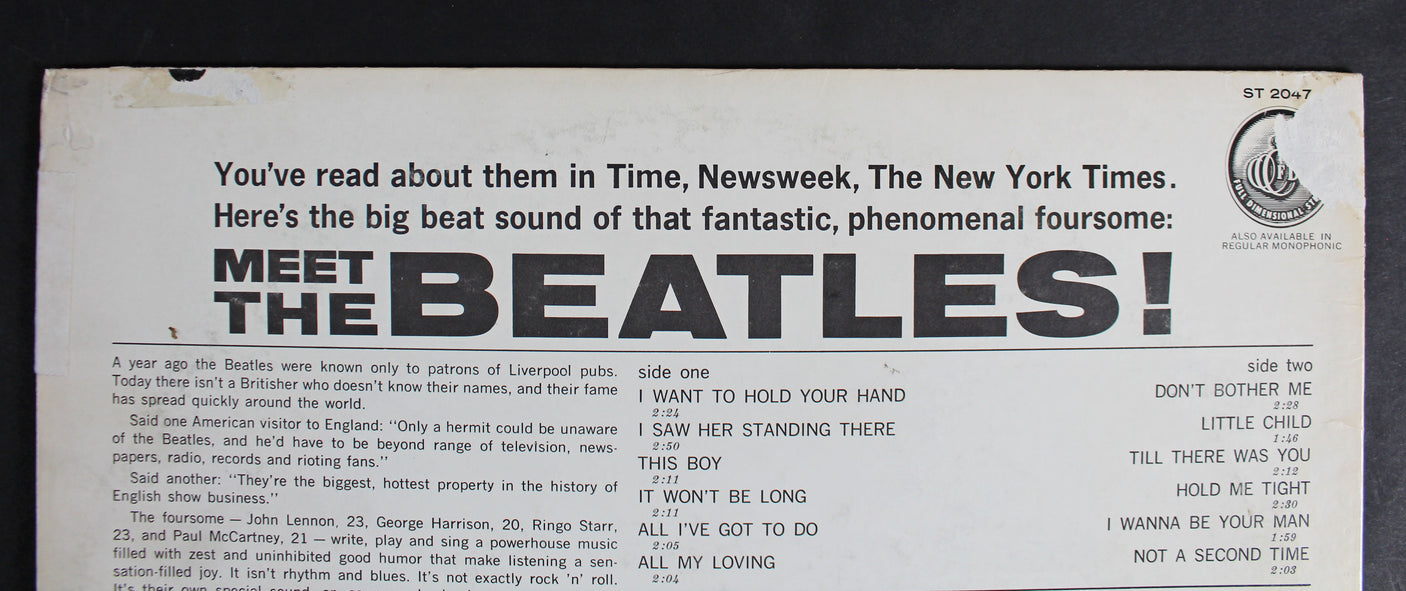 ST 2047
FULL DIMENSIONAL
ALSO AVAILABLE IN
REGULAR MONOPHONIC
You've read about them in Time, Newsweek, The New York Times.
Here's the big beat sound of that fantastic, phenomenal foursome:
MEET
THE BEATLES!
A year ago the Beatles were known only to patrons of Liverpool pubs.
Today there isn't a Britisher who doesn't know their names, and their fame
has spread quickly around the world.
Said one American visitor to England: "Only a hermit could be unaware
of the Beatles, and he'd have to be beyond range of television, news-
papers, radio, records and rioting fans."
Said another: "They're the biggest, hottest property in the history of
English show business."
The foursome — John Lennon, 23, George Harrison, 20, Ringo Starr,
23, and Paul McCartney, 21 — write, play and sing a powerhouse music
filled with zest and uninhibited good humor that make listening a sen-
sation-filled joy. It isn't rhythm and blues. It's not exactly rock 'n' roll.
It's their own special sound,
side one
I WANT TO HOLD YOUR HAND
2:24
I SAW HER STANDING THERE
2:50
THIS BOY
2:11
IT WON'T BE LONG
2:11
ALL I'VE GOT TO DO
2:05
ALL MY LOVING
2:04
side two
DON'T BOTHER ME
2:28
LITTLE CHILD
1:46
TILL THERE WAS YOU
2:12
HOLD ME TIGHT
2:30
I WANNA BE YOUR MAN
1:59
NOT A SECOND TIME
2:03